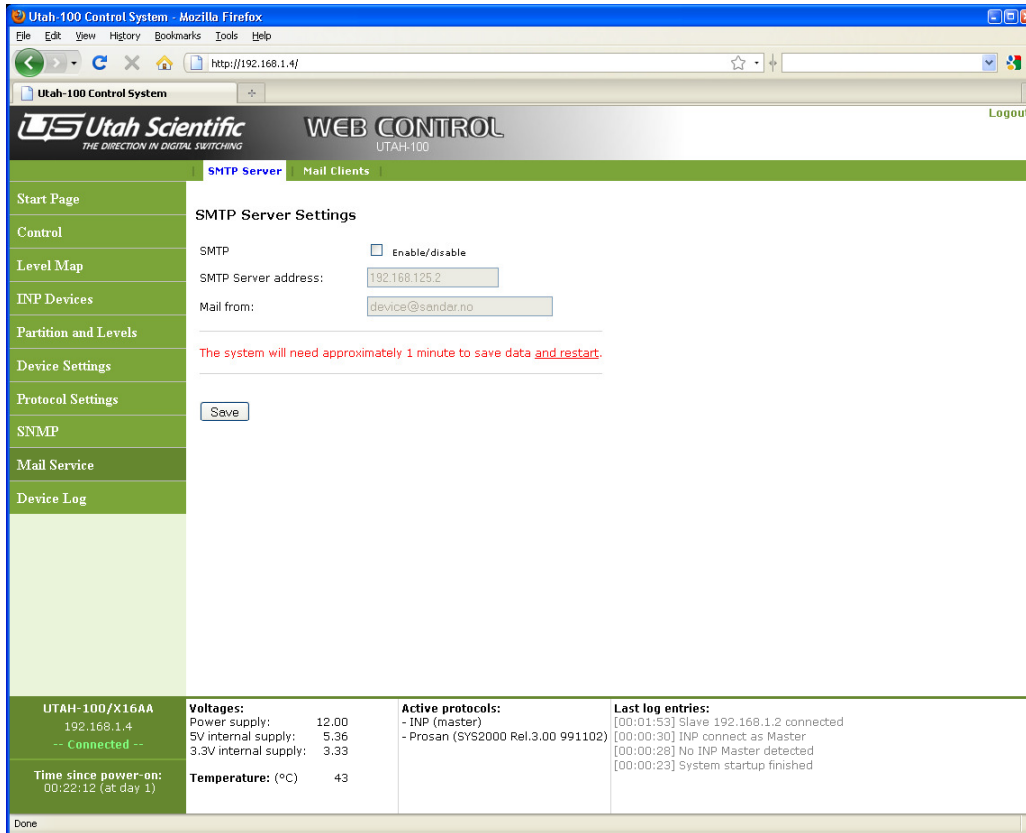 Utah-100 Control System - Mozilla Firefox
File Edit View History Bookmarks Tools Help
http://192.168.1.4/
Utah-100 Control System
Utah Scientific
THE DIRECTION IN DIGITAL SWITCHING
WEB CONTROL
UTAH-100
Logout
SMTP Server | Mail Clients
Start Page
Control
Level Map
INP Devices
Partition and Levels
Device Settings
Protocol Settings
SNMP
Mail Service
Device Log
SMTP Server Settings
SMTP Enable/disable
SMTP Server address: 192.168.125.2
Mail from: device@sandar.no
The system will need approximately 1 minute to save data and restart.
Save
UTAH-100/X16AA
192.168.1.4
-- Connected --
Time since power-on:
00:22:12 (at day 1)
Voltages:
Power supply: 12.00
5V internal supply: 5.36
3.3V internal supply: 3.33
Temperature: (°C) 43
Active protocols:
- INP (master)
- Prosan (SYS2000 Rel.3.00 991102)
Last log entries:
[00:01:53] Slave 192.168.1.2 connected
[00:00:30] INP connect as Master
[00:00:28] No INP Master detected
[00:00:23] System startup finished
Done